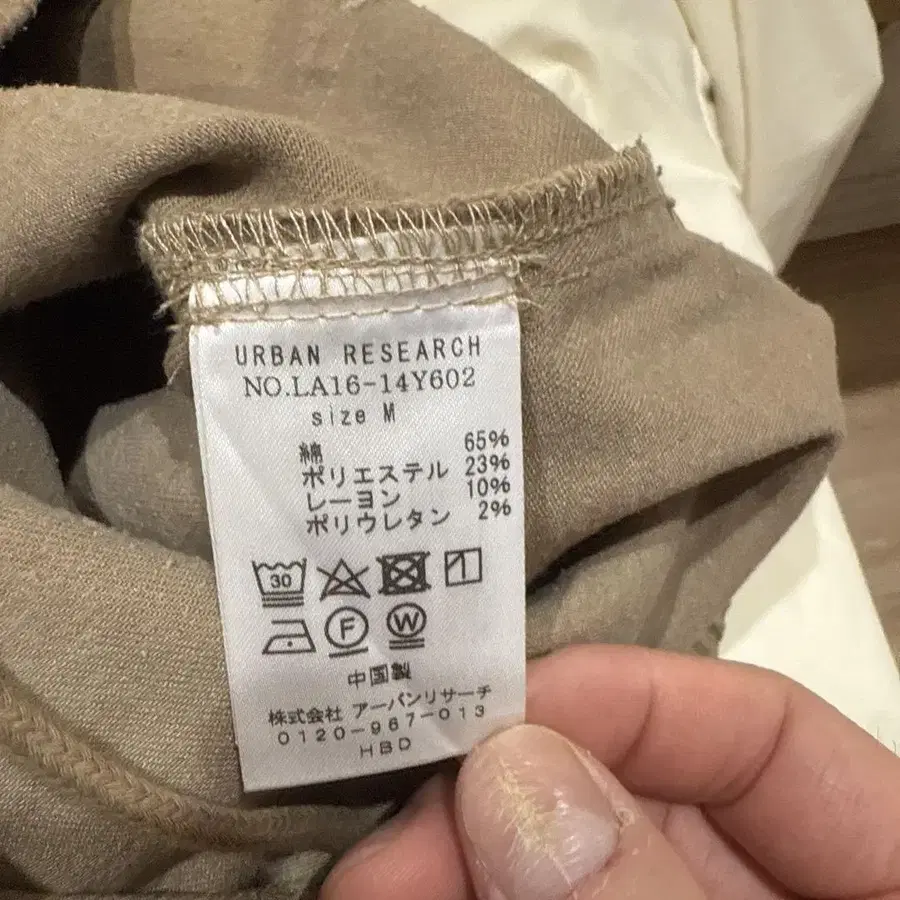 URBAN RESEARCH
NO.LA16-14Y602
size M
綿 65%
ポリエステル 23%
レーヨン 10%
ポリウレタン 2%
30
F W
中国製
株式会社 アーバンリサーチ
0120-967-013
HBD